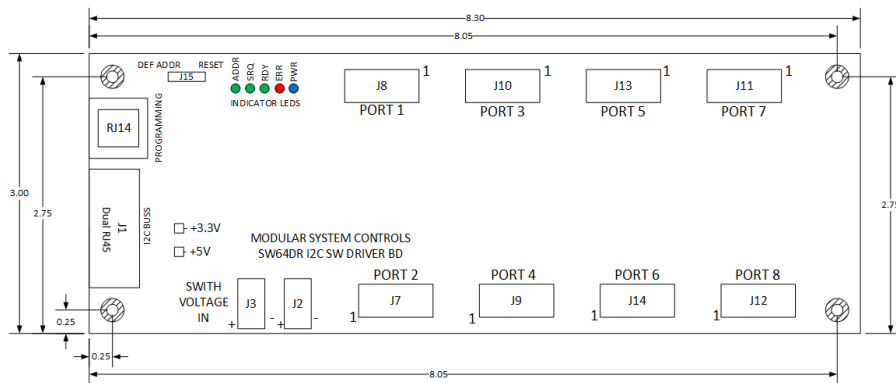 8.30
8.05
DEF ADDR RESET
J15
ADDR
SRQ
RDY
ERR
PWR
INDICATOR LEDS
J8
1
PORT 1
J10
1
PORT 3
J13
1
PORT 5
J11
1
PORT 7
RJ14
PROGRAMMING
3.00
2.75
2.75
J1
Dual RJ45
I2C BUSS
+3.3V
+5V
MODULAR SYSTEM CONTROLS
SW64DR I2C SW DRIVER BD
SWITH
VOLTAGE
IN
J3
+ -
J2
+ -
PORT 2
J7
1
PORT 4
J9
1
PORT 6
J14
1
PORT 8
J12
1
0.25
0.25
8.05